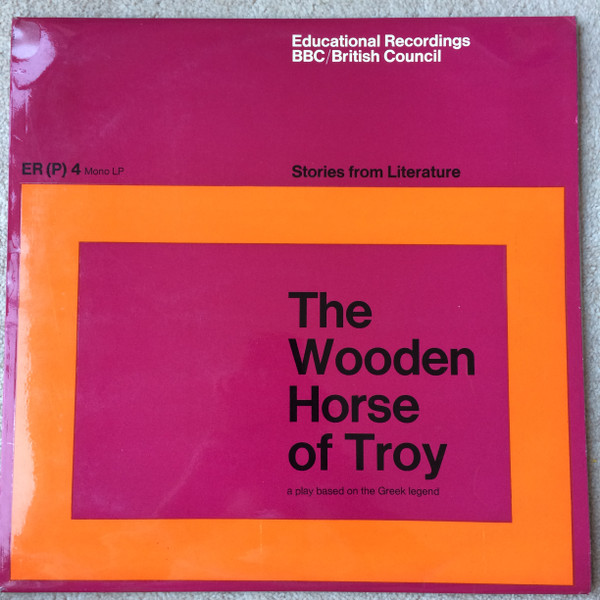 Educational Recordings
BBC/British Council
ER (P) 4 Mono LP
Stories from Literature
The
Wooden
Horse
of Troy
a play based on the Greek legend